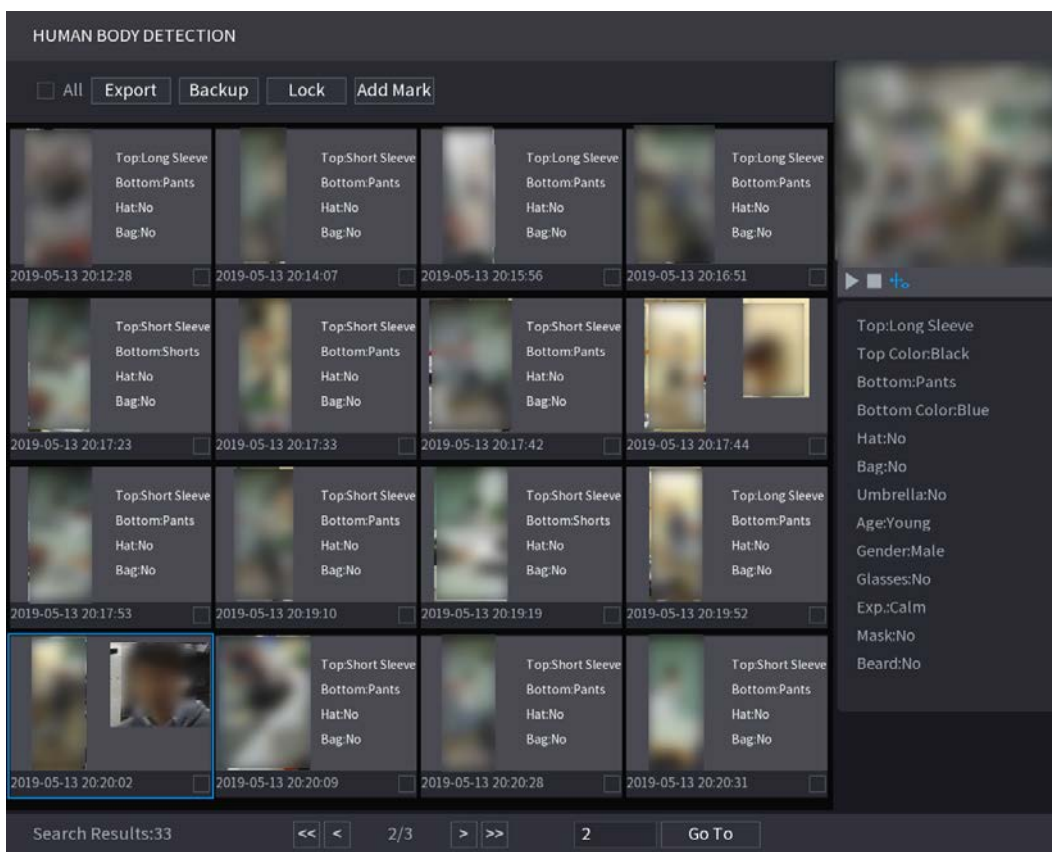 HUMAN BODY DETECTION
All Export Backup Lock Add Mark
Top:Long Sleeve
Bottom:Pants
Hat:No
Bag:No
2019-05-13 20:12:28
Top:Short Sleeve
Bottom:Pants
Hat:No
Bag:No
2019-05-13 20:14:07
Top:Long Sleeve
Bottom:Pants
Hat:No
Bag:No
2019-05-13 20:15:56
Top:Long Sleeve
Bottom:Pants
Hat:No
Bag:No
2019-05-13 20:16:51
Top:Short Sleeve
Bottom:Shorts
Hat:No
Bag:No
2019-05-13 20:17:23
Top:Short Sleeve
Bottom:Pants
Hat:No
Bag:No
2019-05-13 20:17:33
Top:Short Sleeve
Bottom:Pants
Hat:No
Bag:No
2019-05-13 20:17:42
2019-05-13 20:17:44
Top:Short Sleeve
Bottom:Pants
Hat:No
Bag:No
2019-05-13 20:17:53
Top:Short Sleeve
Bottom:Pants
Hat:No
Bag:No
2019-05-13 20:19:10
Top:Short Sleeve
Bottom:Shorts
Hat:No
Bag:No
2019-05-13 20:19:19
Top:Long Sleeve
Bottom:Pants
Hat:No
Bag:No
2019-05-13 20:19:52
2019-05-13 20:20:02
Top:Short Sleeve
Bottom:Pants
Hat:No
Bag:No
2019-05-13 20:20:09
Top:Short Sleeve
Bottom:Pants
Hat:No
Bag:No
2019-05-13 20:20:28
Top:Short Sleeve
Bottom:Pants
Hat:No
Bag:No
2019-05-13 20:20:31
Top:Long Sleeve
Top Color:Black
Bottom:Pants
Bottom Color:Blue
Hat:No
Bag:No
Umbrella:No
Age:Young
Gender:Male
Glasses:No
Exp.:Calm
Mask:No
Beard:No
Search Results:33 << < 2/3 > >> 2 Go To